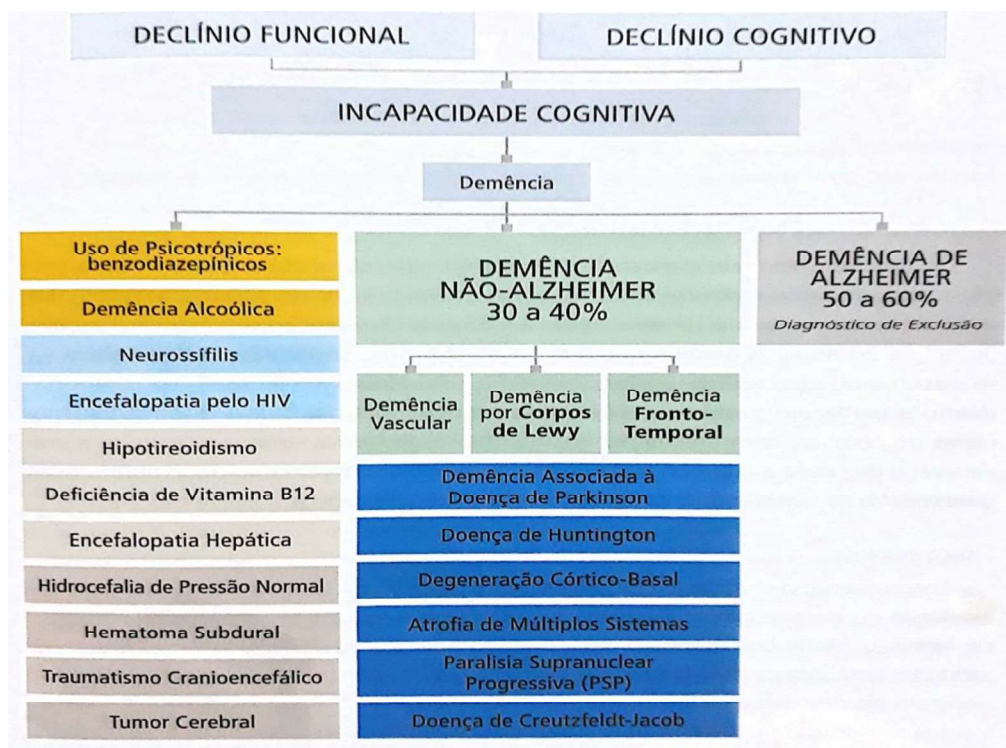 DECLÍNIO FUNCIONAL
DECLÍNIO COGNITIVO
INCAPACIDADE COGNITIVA
Demência
Uso de Psicotrópicos:
benzodiazepínicos
Demência Alcoólica
Neurossífilis
Encefalopatia pelo HIV
Hipotireoidismo
Deficiência de Vitamina B12
Encefalopatia Hepática
Hidrocefalia de Pressão Normal
Hematoma Subdural
Traumatismo Cranioencefálico
Tumor Cerebral
DEMÊNCIA
NÃO-ALZHEIMER
30 a 40%
Demência
Vascular
Demência
por Corpos
de Lewy
Demência
Fronto-
Temporal
Demência Associada à
Doença de Parkinson
Doença de Huntington
Degeneração Córtico-Basal
Atrofia de Múltiplos Sistemas
Paralisia Supranuclear
Progressiva (PSP)
Doença de Creutzfeldt-Jacob
DEMÊNCIA DE
ALZHEIMER
50 a 60%
Diagnóstico de Exclusão